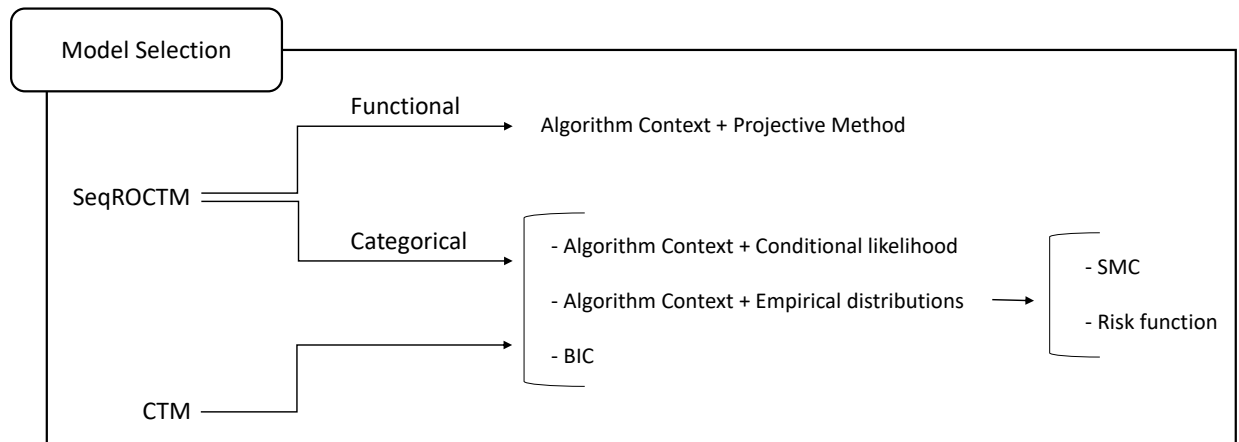 Model Selection
Functional
Algorithm Context + Projective Method
SeqROCTM
Categorical
- Algorithm Context + Conditional likelihood
- Algorithm Context + Empirical distributions
- BIC
- SMC
- Risk function
CTM